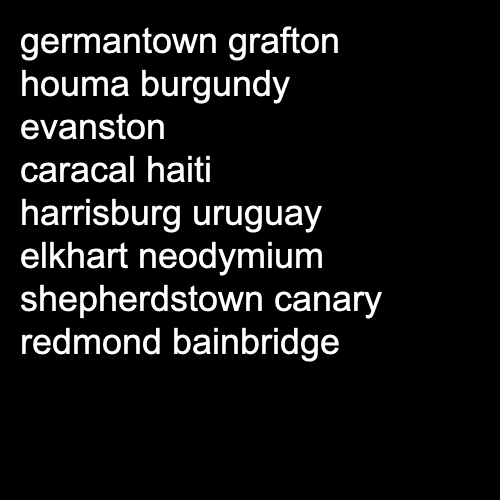 germantown grafton
houma burgundy
evanston
caracal haiti
harrisburg uruguay
elkhart neodymium
shepherdstown canary
redmond bainbridge